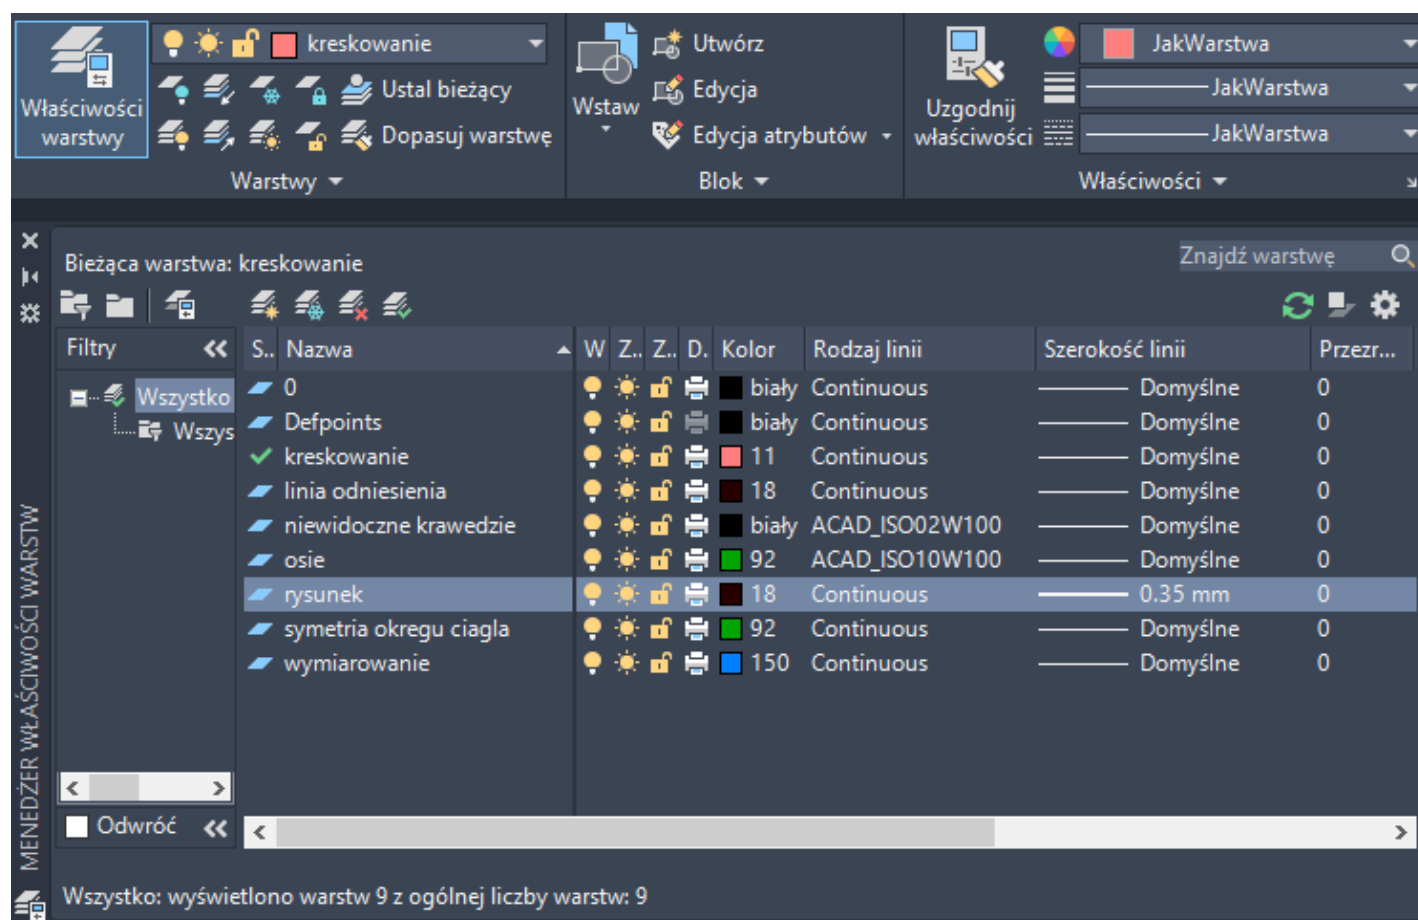 kreskowanie
Utwórz
JakWarstwa
Ustal bieżący
Edycja
JakWarstwa
Właściwości
warstwy
Wstaw
Uzgodnij
właściwości
Dopasuj warstwę
Edycja atrybutów
JakWarstwa
Warstwy
Blok
Właściwości
Bieżąca warstwa: kreskowanie
Znajdź warstwę
Filtry
S.. Nazwa W Z.. Z.. D. Kolor Rodzaj linii Szerokość linii Przezr...
Wszystko
Wszys
0 biały Continuous Domyślne 0
Defpoints biały Continuous Domyślne 0
kreskowanie 11 Continuous Domyślne 0
linia odniesienia 18 Continuous Domyślne 0
niewidoczne krawedzie biały ACAD_ISO02W100 Domyślne 0
osie 92 ACAD_ISO10W100 Domyślne 0
rysunek 18 Continuous 0.35 mm 0
symetria okregu ciagla 92 Continuous Domyślne 0
wymiarowanie 150 Continuous Domyślne 0
Odwróć
MENEDŻER WŁAŚCIWOŚCI WARSTW
Wszystko: wyświetlono warstw 9 z ogólnej liczby warstw: 9